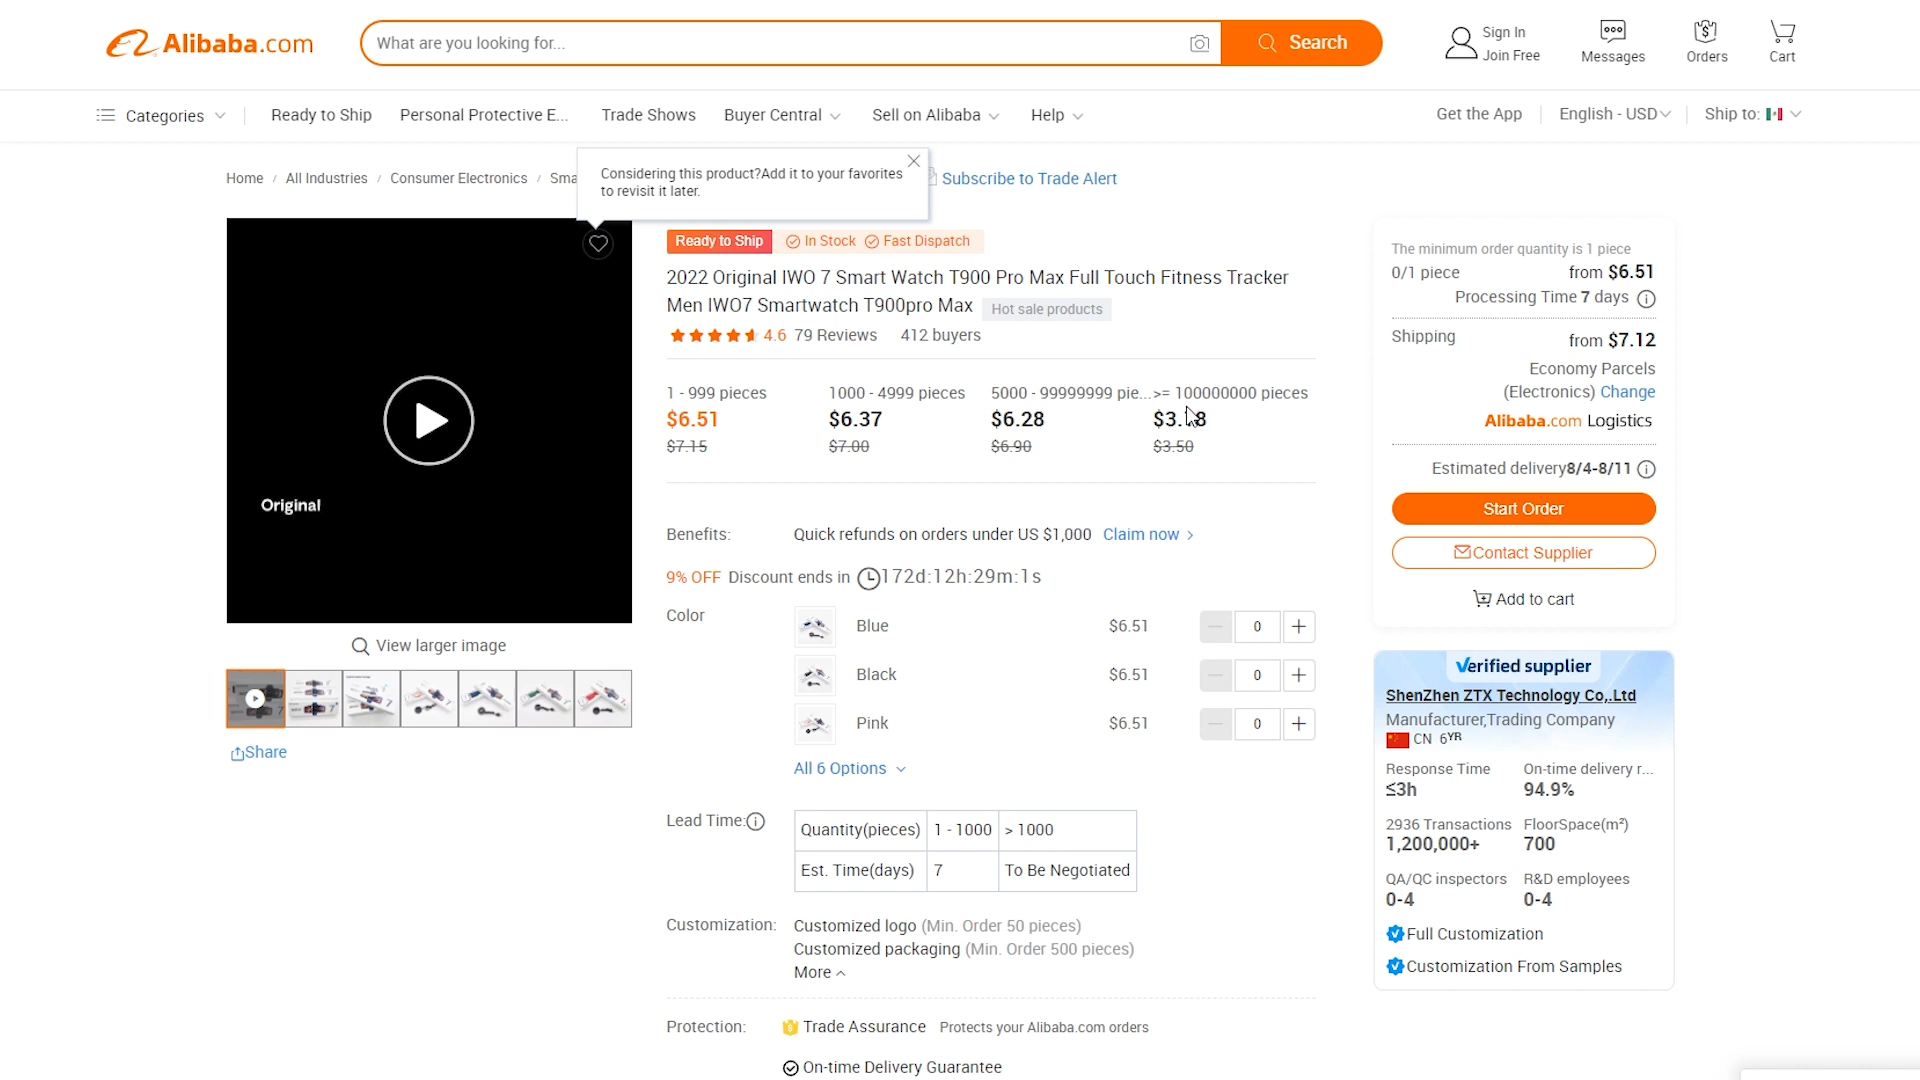 Alibaba.com
What are you looking for...
Search
Sign In
Join Free
Messages
Orders
Cart
Categories
Ready to Ship
Personal Protective E...
Trade Shows
Buyer Central
Sell on Alibaba
Help
Get the App
English - USD
Ship to:
Considering this product?Add it to your favorites
to revisit it later.
Home / All Industries / Consumer Electronics / Sma
Subscribe to Trade Alert
Ready to Ship
In Stock
Fast Dispatch
2022 Original IWO 7 Smart Watch T900 Pro Max Full Touch Fitness Tracker
Men IWO7 Smartwatch T900pro Max
Hot sale products
4.6 79 Reviews 412 buyers
1 - 999 pieces
$6.51
$7.15
1000 - 4999 pieces
$6.37
$7.00
5000 - 99999999 pie...
$6.28
$6.90
>= 100000000 pieces
$3.50
Original
View larger image
Share
Benefits: Quick refunds on orders under US $1,000 Claim now >
9% OFF Discount ends in 172d:12h:29m:1s
Color
Blue $6.51 0 +
Black $6.51 0 +
Pink $6.51 0 +
All 6 Options
Lead Time:
Quantity(pieces) 1 - 1000 > 1000
Est. Time(days) 7 To Be Negotiated
Customization: Customized logo (Min. Order 50 pieces)
Customized packaging (Min. Order 500 pieces)
More
Protection: Trade Assurance Protects your Alibaba.com orders
On-time Delivery Guarantee
The minimum order quantity is 1 piece
0/1 piece from $6.51
Processing Time 7 days
Shipping from $7.12
Economy Parcels
(Electronics) Change
Alibaba.com Logistics
Estimated delivery8/4-8/11
Start Order
Contact Supplier
Add to cart
Verified supplier
ShenZhen ZTX Technology Co,.Ltd
Manufacturer,Trading Company
CN 6YR
Response Time
≤3h
On-time delivery r...
94.9%
2936 Transactions
1,200,000+
FloorSpace(m²)
700
QA/QC inspectors
0-4
R&D employees
0-4
Full Customization
Customization From Samples